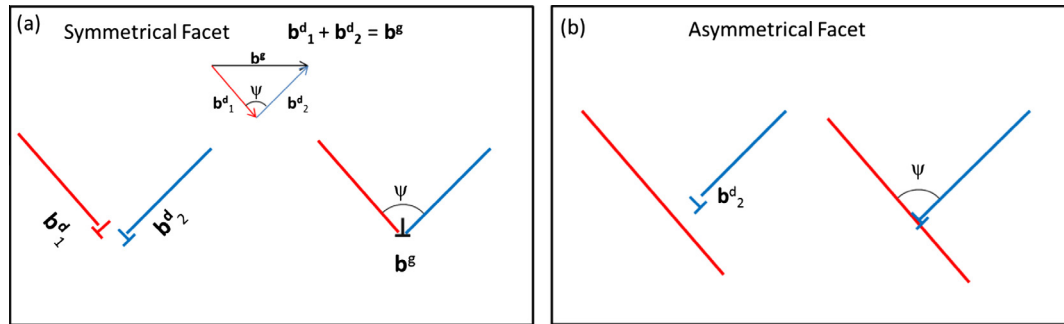 (a) Symmetrical Facet bᵈ₁ + bᵈ₂ = bᵍ
bᵍ
bᵈ₁ ψ bᵈ₂
bᵈ₁ bᵈ₂
ψ
bᵍ
(b) Asymmetrical Facet
bᵈ₂
ψ